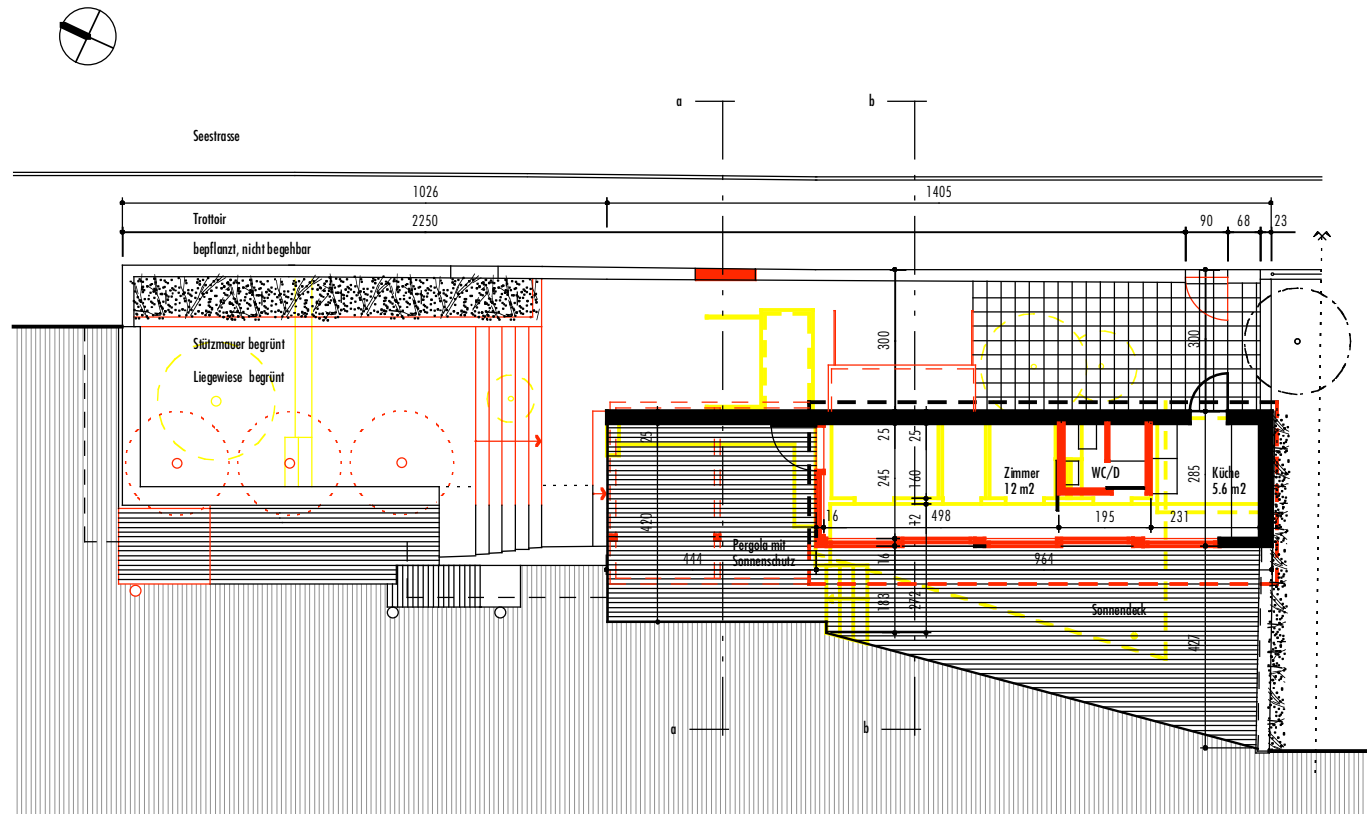 a
b
Seestrasse
1026
1405
Trottoir
2250
90
68
23
bepflanzt, nicht begehbar
Stützmauer begrünt
Liegewiese begrünt
300
300
25
25
25
245
160
Zimmer
12 m2
WC/D
285
Küche
5.6 m2
420
16
498
12
195
231
Pergola mit
Sonnenschutz
444
16
964
183
272
Sonnendeck
427
a
b